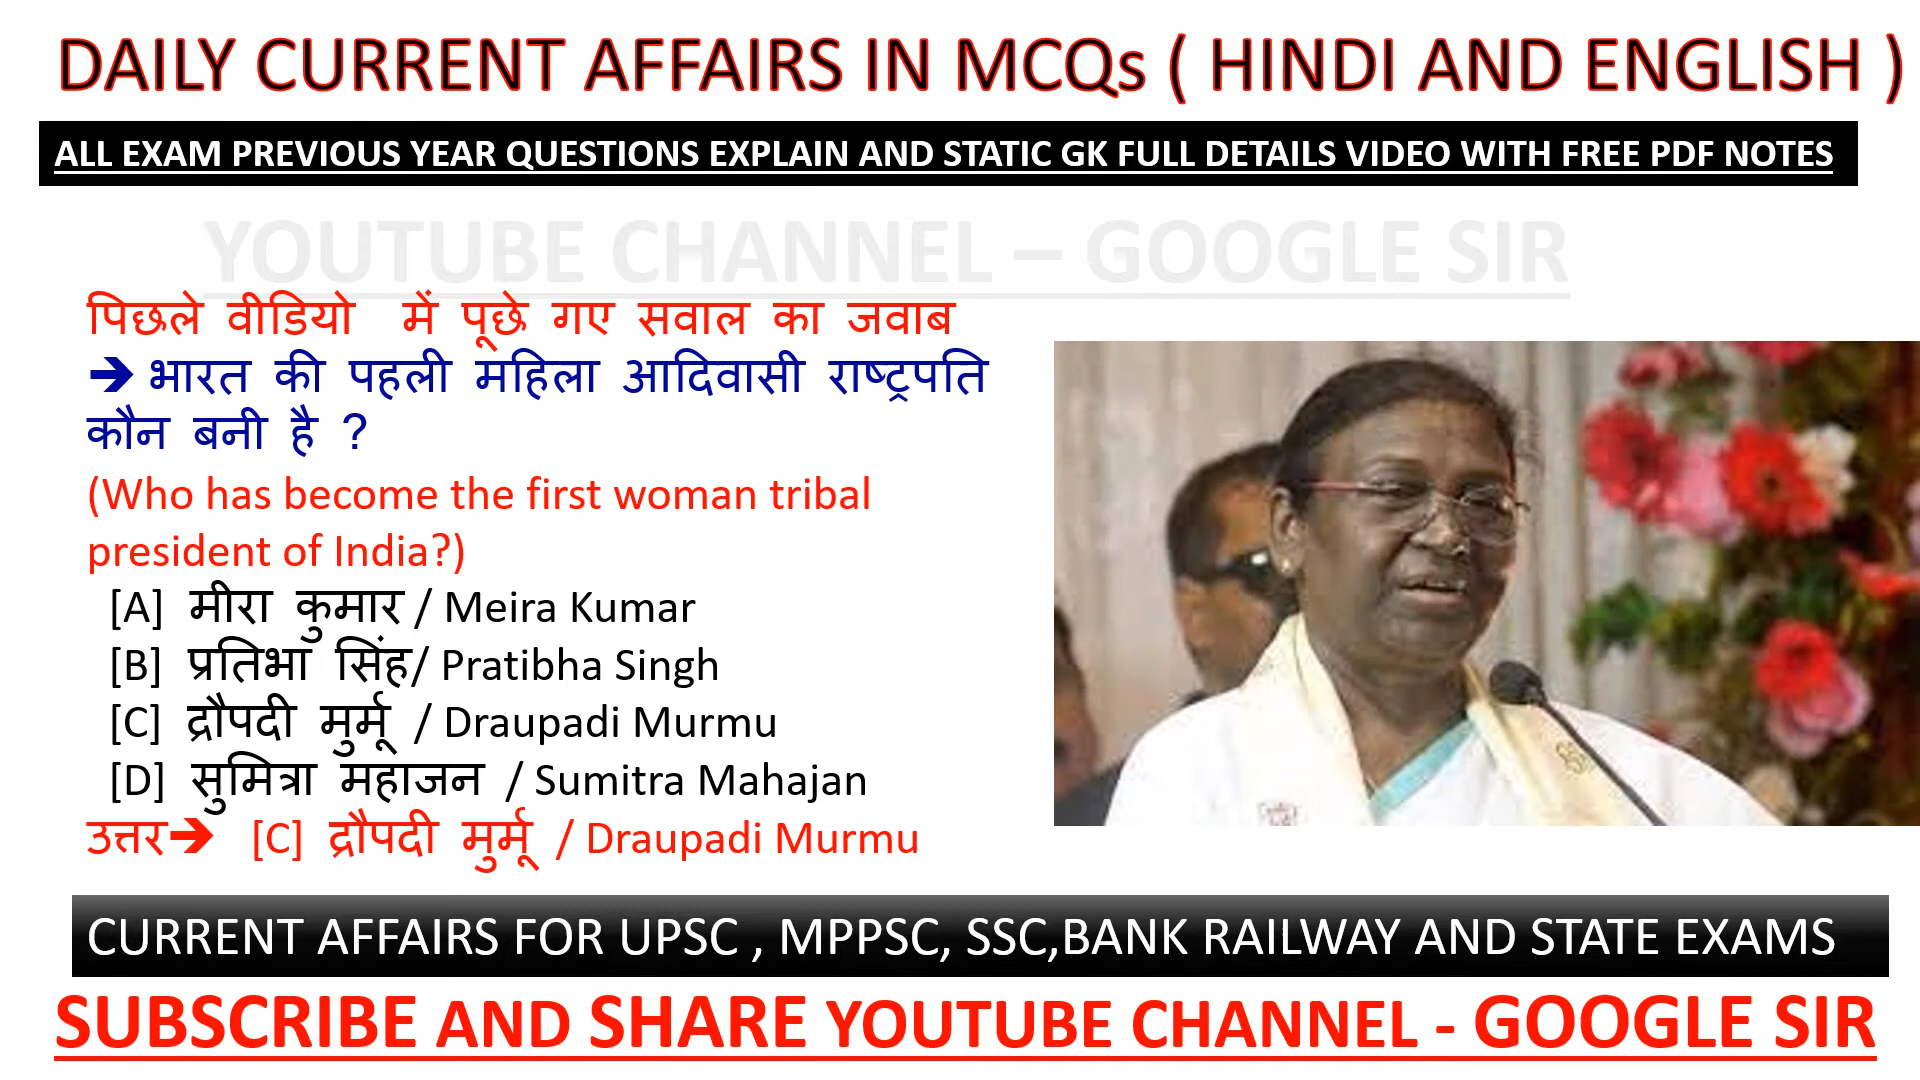 DAILY CURRENT AFFAIRS IN MCQs ( HINDI AND ENGLISH )
ALL EXAM PREVIOUS YEAR QUESTIONS EXPLAIN AND STATIC GK FULL DETAILS VIDEO WITH FREE PDF NOTES
YOUTUBE CHANNEL – GOOGLE SIR
पिछले वीडियो में पूछे गए सवाल का जवाब
➔ भारत की पहली महिला आदिवासी राष्ट्रपति
कौन बनी है ?
(Who has become the first woman tribal
president of India?)
[A] मीरा कुमार / Meira Kumar
[B] प्रतिभा सिंह/ Pratibha Singh
[C] द्रौपदी मुर्मू / Draupadi Murmu
[D] सुमित्रा महाजन / Sumitra Mahajan
उत्तर➔ [C] द्रौपदी मुर्मू / Draupadi Murmu
CURRENT AFFAIRS FOR UPSC , MPPSC, SSC,BANK RAILWAY AND STATE EXAMS
SUBSCRIBE AND SHARE YOUTUBE CHANNEL - GOOGLE SIR